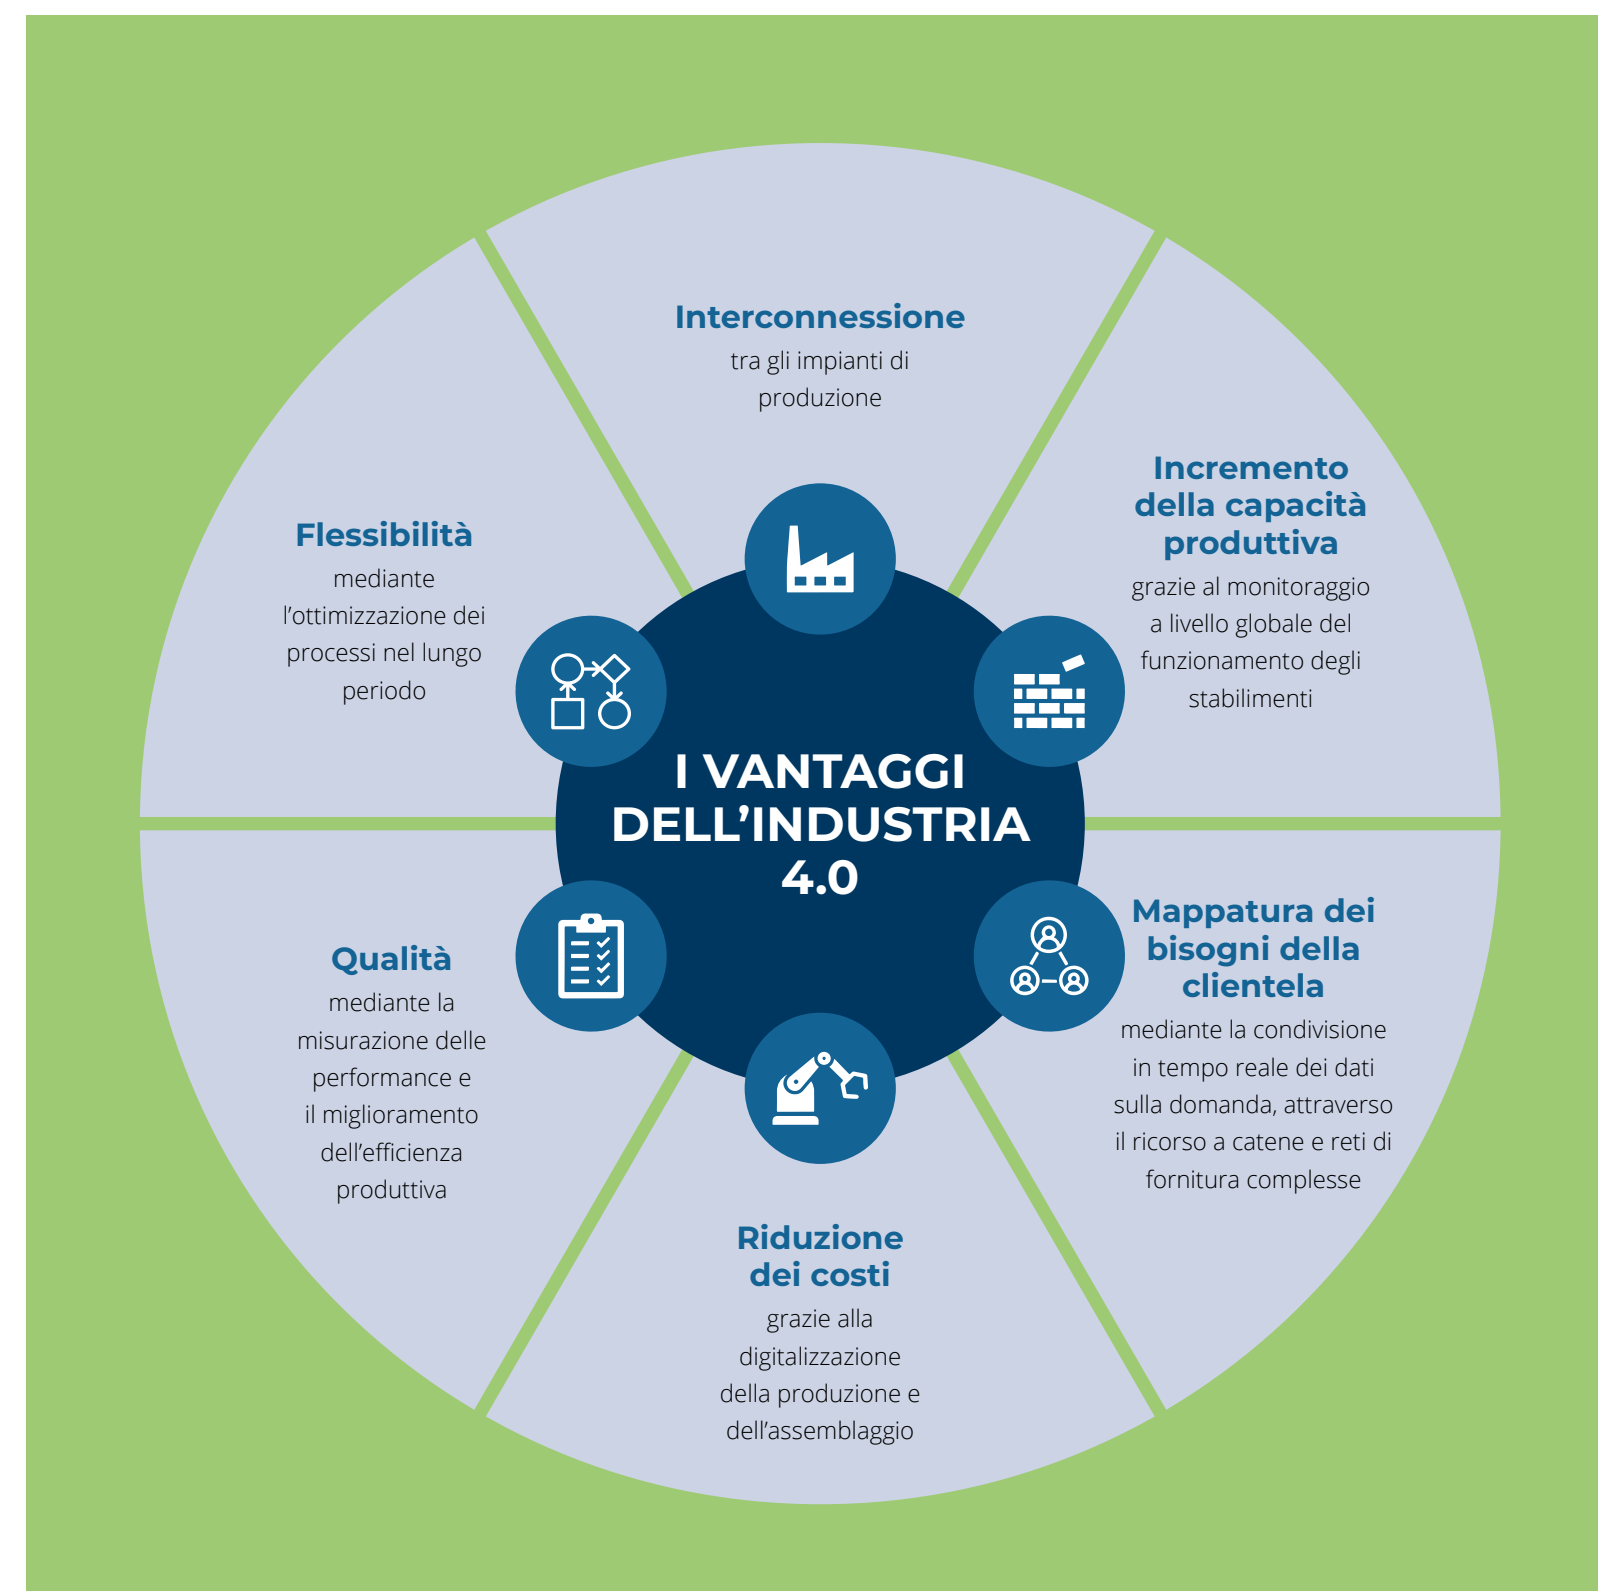 I VANTAGGI
DELL’INDUSTRIA
4.0
Interconnessione
tra gli impianti di
produzione
Incremento
della capacità
produttiva
grazie al monitoraggio
a livello globale del
funzionamento degli
stabilimenti
Mappatura dei
bisogni della
clientela
mediante la condivisione
in tempo reale dei dati
sulla domanda, attraverso
il ricorso a catene e reti di
fornitura complesse
Riduzione
dei costi
grazie alla
digitalizzazione
della produzione e
dell’assemblaggio
Qualità
mediante la
misurazione delle
performance e
il miglioramento
dell’efficienza
produttiva
Flessibilità
mediante
l’ottimizzazione dei
processi nel lungo
periodo